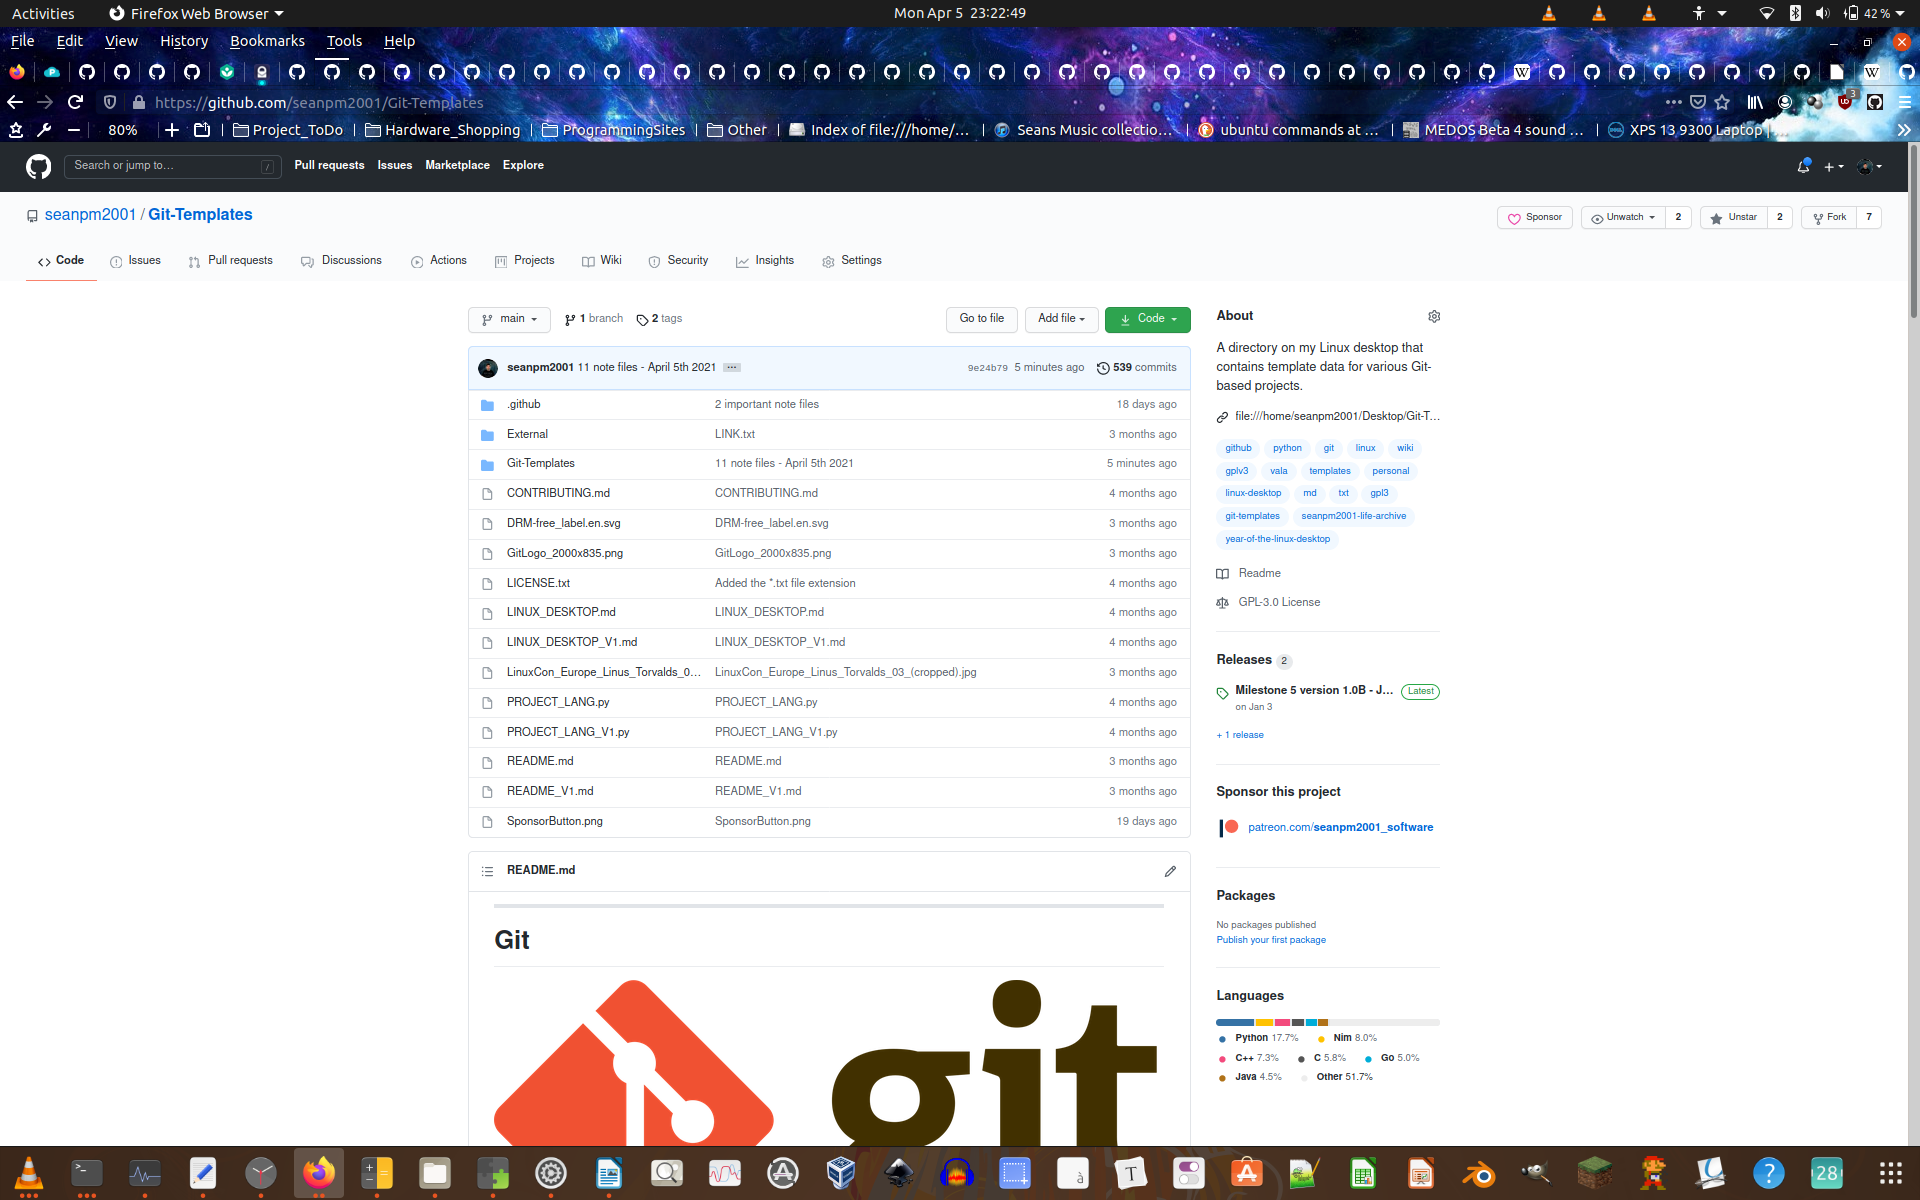 Activities
Firefox Web Browser
Mon Apr 5 23:22:49
42 %
File Edit View History Bookmarks Tools Help
https://github.com/seanpm2001/Git-Templates
3
80%
Project_ToDo
Hardware_Shopping
ProgrammingSites
Other
Index of file:///home/…
Seans Music collectio…
ubuntu commands at …
MEDOS Beta 4 sound …
XPS 13 9300 Laptop |…
Search or jump to…
/
Pull requests Issues Marketplace Explore
seanpm2001 / Git-Templates
Sponsor
Unwatch 2
Unstar 2
Fork 7
Code
Issues
Pull requests
Discussions
Actions
Projects
Wiki
Security
Insights
Settings
main
1 branch
2 tags
Go to file
Add file
Code
seanpm2001 11 note files - April 5th 2021 …
9e24b79 5 minutes ago
539 commits
.github 2 important note files 18 days ago
External LINK.txt 3 months ago
Git-Templates 11 note files - April 5th 2021 5 minutes ago
CONTRIBUTING.md CONTRIBUTING.md 4 months ago
DRM-free_label.en.svg DRM-free_label.en.svg 3 months ago
GitLogo_2000x835.png GitLogo_2000x835.png 3 months ago
LICENSE.txt Added the *.txt file extension 4 months ago
LINUX_DESKTOP.md LINUX_DESKTOP.md 4 months ago
LINUX_DESKTOP_V1.md LINUX_DESKTOP_V1.md 4 months ago
LinuxCon_Europe_Linus_Torvalds_0… LinuxCon_Europe_Linus_Torvalds_03_(cropped).jpg 3 months ago
PROJECT_LANG.py PROJECT_LANG.py 4 months ago
PROJECT_LANG_V1.py PROJECT_LANG_V1.py 4 months ago
README.md README.md 3 months ago
README_V1.md README_V1.md 3 months ago
SponsorButton.png SponsorButton.png 19 days ago
README.md
Git
git
About
A directory on my Linux desktop that
contains template data for various Git-
based projects.
file:///home/seanpm2001/Desktop/Git-T…
github python git linux wiki
gplv3 vala templates personal
linux-desktop md txt gpl3
git-templates seanpm2001-life-archive
year-of-the-linux-desktop
Readme
GPL-3.0 License
Releases 2
Milestone 5 version 1.0B - J… Latest
on Jan 3
+ 1 release
Sponsor this project
patreon.com/seanpm2001_software
Packages
No packages published
Publish your first package
Languages
Python 17.7% Nim 8.0%
C++ 7.3% C 5.8% Go 5.0%
Java 4.5% Other 51.7%
28